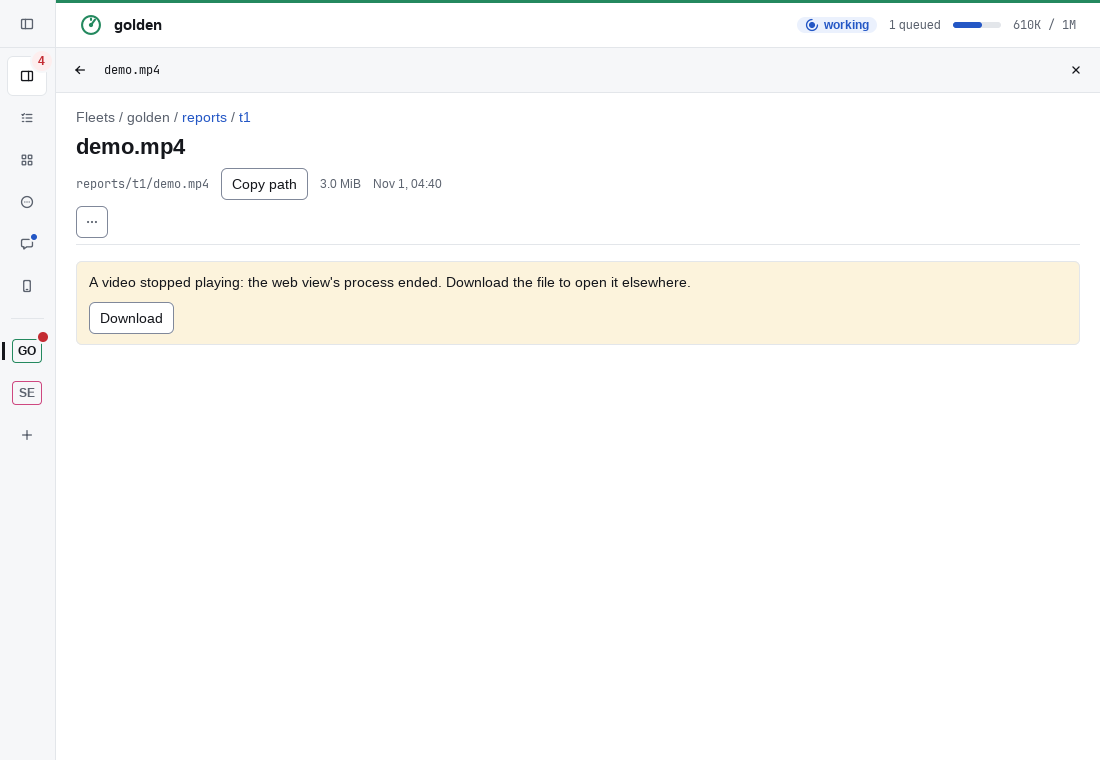 golden
working
1 queued
610K / 1M
4
demo.mp4
Fleets / golden / reports / t1
demo.mp4
reports/t1/demo.mp4
Copy path
3.0 MiB
Nov 1, 04:40
A video stopped playing: the web view's process ended. Download the file to open it elsewhere.
Download
GO
SE